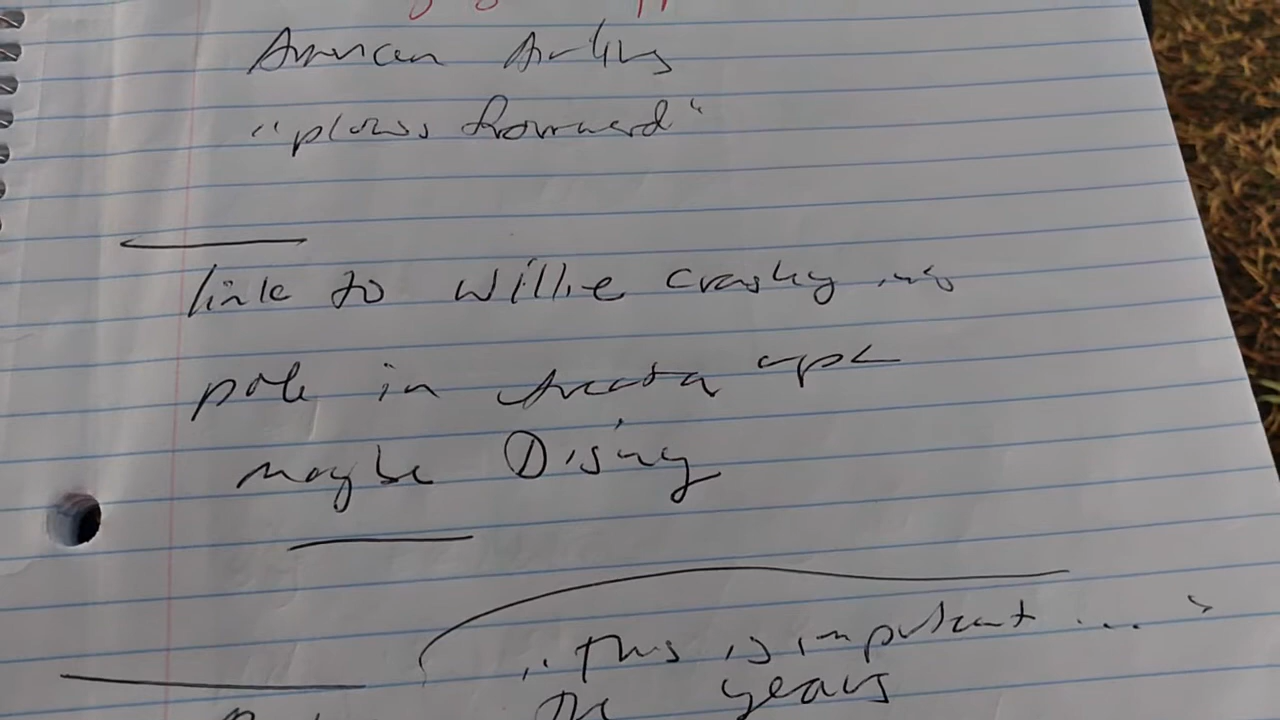 American Airlines
"plows forward"
link to Willie crashing into
pole in
maybe Disney
"This is important..."
The years